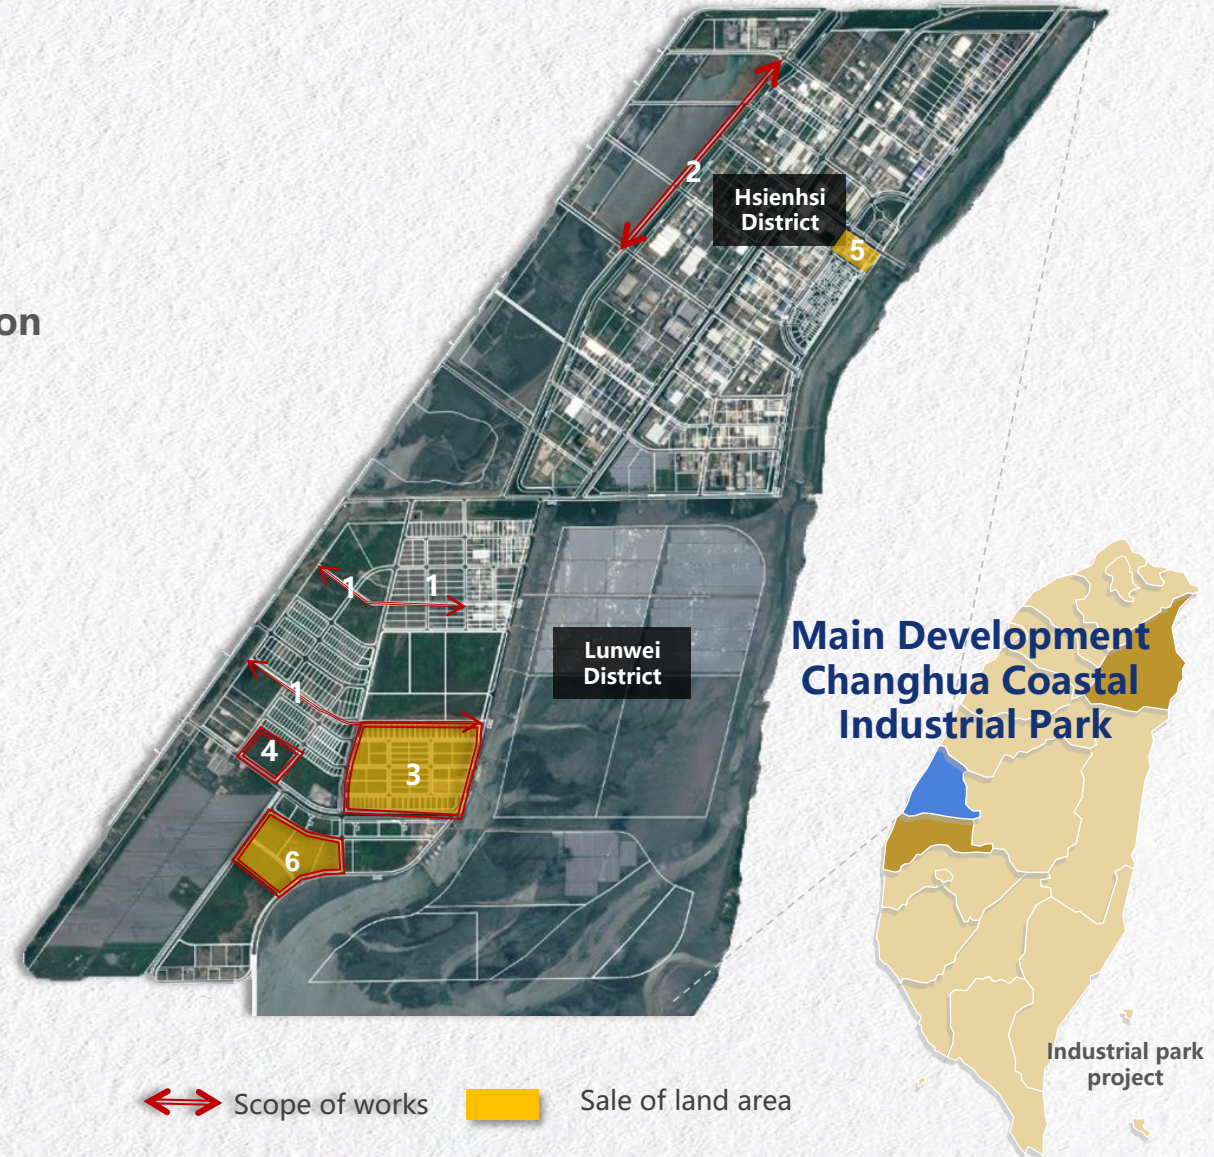 2
Hsienhsi
District
5
on
1
1
Lunwei
District
Main Development
Changhua Coastal
Industrial Park
1
4
3
6
Industrial park
project
Scope of works
Sale of land area